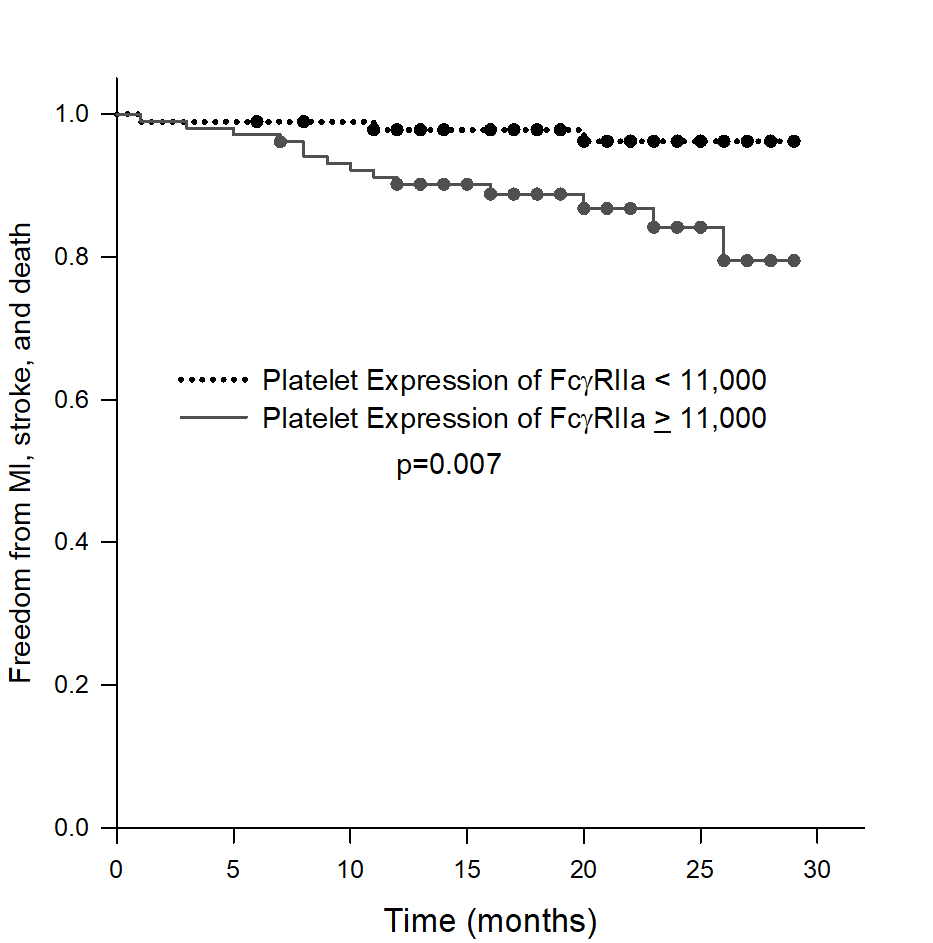 Freedom from MI, stroke, and death
1.0
0.8
0.6
0.4
0.2
0.0
Platelet Expression of FcγRIIa < 11,000
Platelet Expression of FcγRIIa ≥ 11,000
p=0.007
0 5 10 15 20 25 30
Time (months)